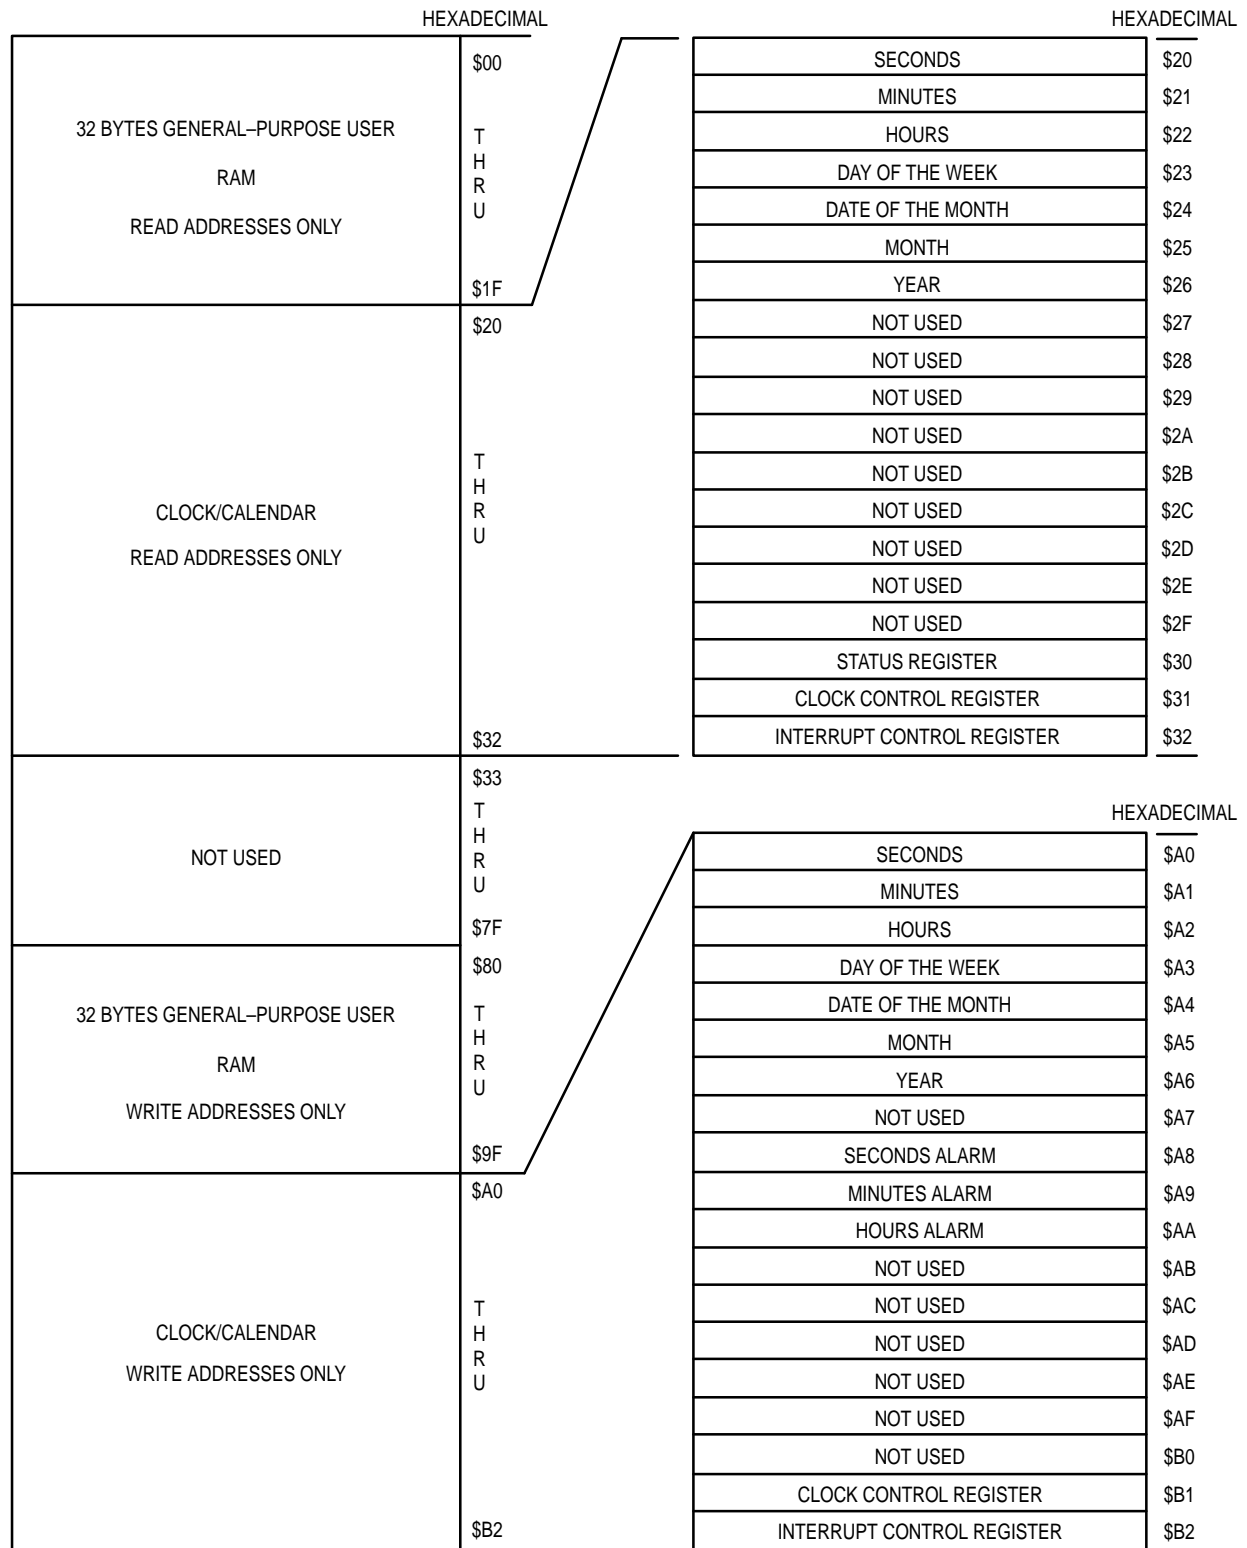 HEXADECIMAL
$00
32 BYTES GENERAL–PURPOSE USER
RAM
READ ADDRESSES ONLY
T
H
R
U
$1F
$20
CLOCK/CALENDAR
READ ADDRESSES ONLY
T
H
R
U
$32
$33
NOT USED
T
H
R
U
$7F
$80
32 BYTES GENERAL–PURPOSE USER
RAM
WRITE ADDRESSES ONLY
T
H
R
U
$9F
$A0
CLOCK/CALENDAR
WRITE ADDRESSES ONLY
T
H
R
U
$B2
HEXADECIMAL
SECONDS $20
MINUTES $21
HOURS $22
DAY OF THE WEEK $23
DATE OF THE MONTH $24
MONTH $25
YEAR $26
NOT USED $27
NOT USED $28
NOT USED $29
NOT USED $2A
NOT USED $2B
NOT USED $2C
NOT USED $2D
NOT USED $2E
NOT USED $2F
STATUS REGISTER $30
CLOCK CONTROL REGISTER $31
INTERRUPT CONTROL REGISTER $32
HEXADECIMAL
SECONDS $A0
MINUTES $A1
HOURS $A2
DAY OF THE WEEK $A3
DATE OF THE MONTH $A4
MONTH $A5
YEAR $A6
NOT USED $A7
SECONDS ALARM $A8
MINUTES ALARM $A9
HOURS ALARM $AA
NOT USED $AB
NOT USED $AC
NOT USED $AD
NOT USED $AE
NOT USED $AF
NOT USED $B0
CLOCK CONTROL REGISTER $B1
INTERRUPT CONTROL REGISTER $B2